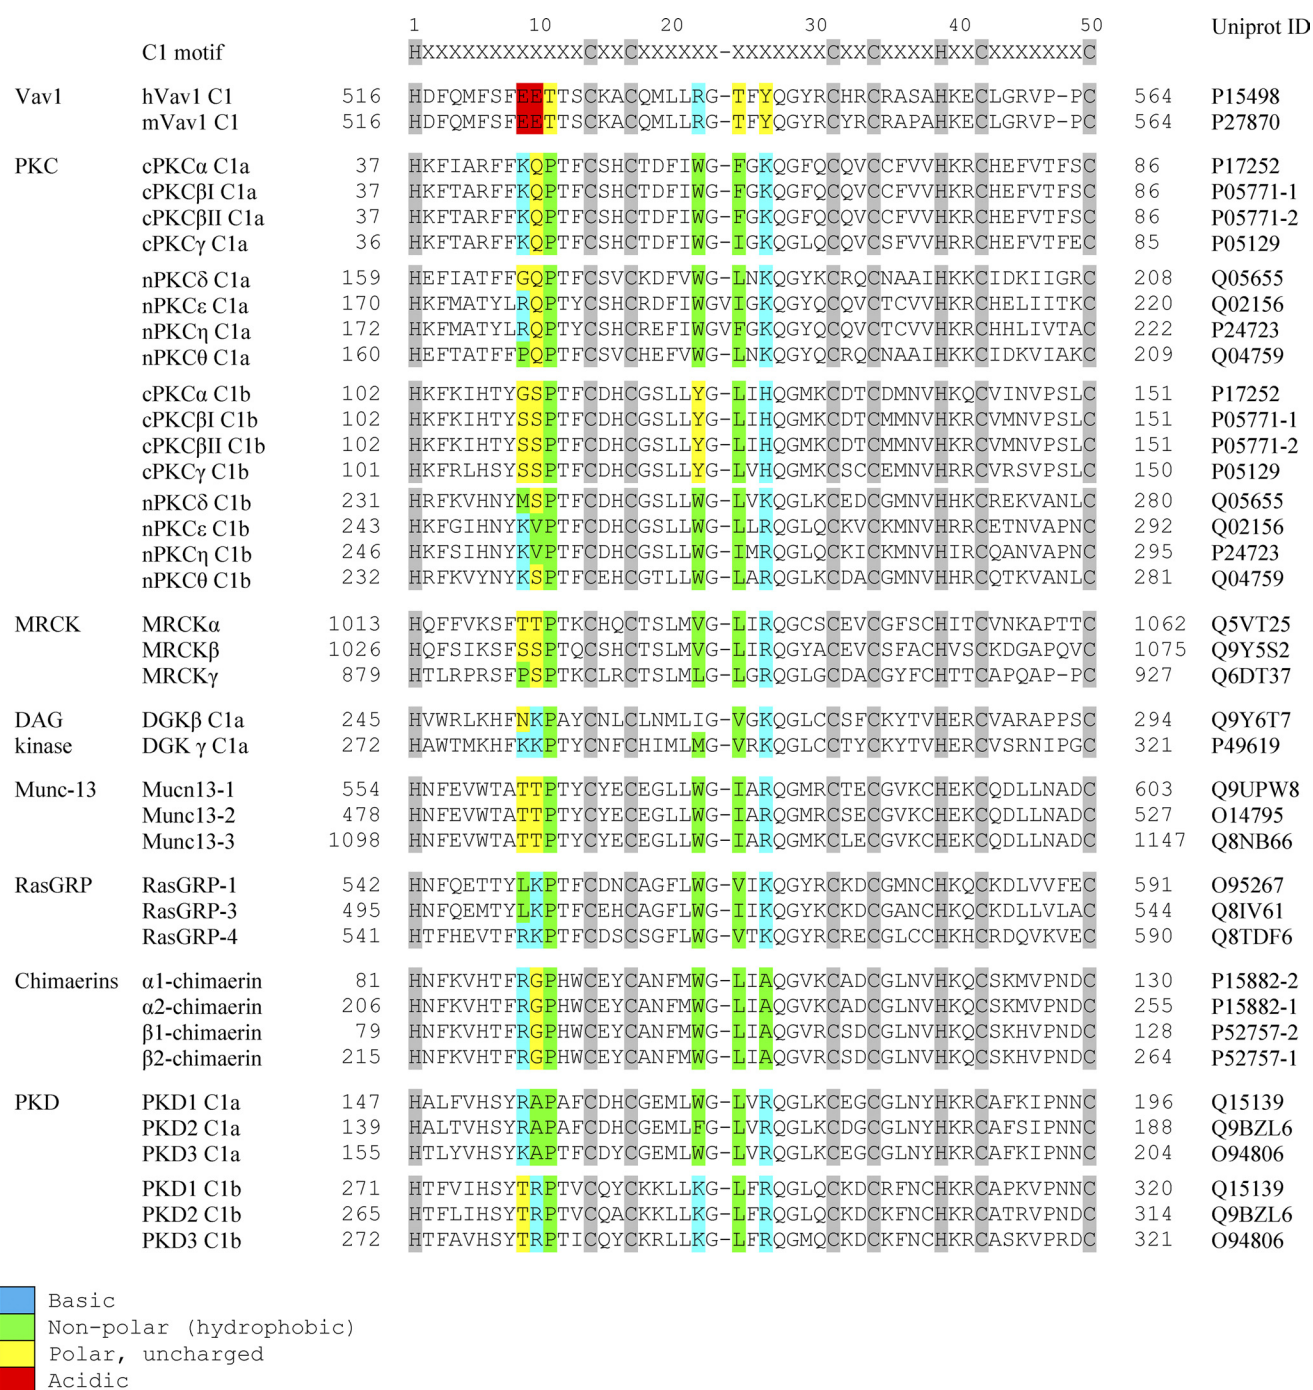 1 10 20 30 40 50 Uniprot ID
C1 motif HXXXXXXXXXXXXCXXCXXXXXX-XXXXXXXCXXCXXXXHXXCXXXXXXXC
Vav1 hVav1 C1 516 HDFQMFSFEETTSCKACQMLLRG-TFYQGYRCHRCRASAHKECLGRVP-PC 564 P15498
mVav1 C1 516 HDFQMFSFEETTSCKACQMLLRG-TFYQGYRCYRCRAPAHKECLGRVP-PC 564 P27870
PKC cPKCα C1a 37 HKFIARFFKQPTFCSHCTDFIWG-FGKQGFQCQVCCFVVHKRCHEFVTFSC 86 P17252
cPKCβI C1a 37 HKFTARFFKQPTFCSHCTDFIWG-FGKQGFQCQVCCFVVHKRCHEFVTFSC 86 P05771-1
cPKCβII C1a 37 HKFTARFFKQPTFCSHCTDFIWG-FGKQGFQCQVCCFVVHKRCHEFVTFSC 86 P05771-2
cPKCγ C1a 36 HKFTARFFKQPTFCSHCTDFIWG-IGKQGLQCQVCSFVVHRRCHEFVTFEC 85 P05129
nPKCδ C1a 159 HEFIATFFGQPTFCSVCKDFVWG-LNKQGYKCRQCNAAIHKKCIDKIIGRC 208 Q05655
nPKCε C1a 170 HKFMATYLRQPTYCSHCRDFIWGVIGKQGYQCQVCTCVVHKRCHELIITKC 220 Q02156
nPKCη C1a 172 HKFMATYLRQPTYCSHCREFIWGVFGKQGYQCQVCTCVVHKRCHHLIVTAC 222 P24723
nPKCθ C1a 160 HEFTATFFPQPTFCSVCHEFVWG-LNKQGYQCRQCNAAIHKKCIDKVIAKC 209 Q04759
cPKCα C1b 102 HKFKIHTYGSPTFCDHCGSLLYG-LIHQGMKCDTCDMNVHKQCVINVPSLC 151 P17252
cPKCβI C1b 102 HKFKIHTYSSPTFCDHCGSLLYG-LIHQGMKCDTCMMNVHKRCVMNVPSLC 151 P05771-1
cPKCβII C1b 102 HKFKIHTYSSPTFCDHCGSLLYG-LIHQGMKCDTCMMNVHKRCVMNVPSLC 151 P05771-2
cPKCγ C1b 101 HKFRLHSYSSPTFCDHCGSLLYG-LVHQGMKCSCCEMNVHRRCVRSVPSLC 150 P05129
nPKCδ C1b 231 HRFKVHNYMSPTFCDHCGSLLWG-LVKQGLKCEDCGMNVHHKCREKVANLC 280 Q05655
nPKCε C1b 243 HKFGIHNYKVPTFCDHCGSLLWG-LLRQGLQCKVCKMNVHRRCETNVAPNC 292 Q02156
nPKCη C1b 246 HKFSIHNYKVPTFCDHCGSLLWG-IMRQGLQCKICKMNVHIRCQANVAPNC 295 P24723
nPKCθ C1b 232 HRFKVYNYKSPTFCEHCGTLLWG-LARQGLKCDACGMNVHHRCQTKVANLC 281 Q04759
MRCK MRCKα 1013 HQFFVKSFTTPTKCHQCTSLMVG-LIRQGCSCEVCGFSCHITCVNKAPTTC 1062 Q5VT25
MRCKβ 1026 HQFSIKSFSSPTQCSHCTSLMVG-LIRQGYACEVCSFACHVSCKDGAPQVC 1075 Q9Y5S2
MRCKγ 879 HTLRPRSFPSPTKCLRCTSLMLG-LGRQGLGCDACGYFCHTTCAPQAP-PC 927 Q6DT37
DAG DGKβ C1a 245 HVWRLKHFNKPAYCNLCLNMLIG-VGKQGLCCSFCKYTVHERCVARAPPSC 294 Q9Y6T7
kinase DGK γ C1a 272 HAWTMKHFKKPTYCNFCHIMLMG-VRKQGLCCTYCKYTVHERCVSRNIPGC 321 P49619
Munc-13 Mucn13-1 554 HNFEVWTATTPTYCYECEGLLWG-IARQGMRCTECGVKCHEKCQDLLNADC 603 Q9UPW8
Munc13-2 478 HNFEVWTATTPTYCYECEGLLWG-IARQGMRCSECGVKCHEKCQDLLNADC 527 O14795
Munc13-3 1098 HNFEVWTATTPTYCYECEGLLWG-IARQGMKCLECGVKCHEKCQDLLNADC 1147 Q8NB66
RasGRP RasGRP-1 542 HNFQETTYLKPTFCDNCAGFLWG-VIKQGYRCKDCGMNCHKQCKDLVVFEC 591 O95267
RasGRP-3 495 HNFQEMTYLKPTFCEHCAGFLWG-IIKQGYKCKDCGANCHKQCKDLLVLAC 544 Q8IV61
RasGRP-4 541 HTFHEVTFRKPTFCDSCSGFLWG-VTKQGYRCRECGLCCHKHCRDQVKVEC 590 Q8TDF6
Chimaerins α1-chimaerin 81 HNFKVHTFRGPHWCEYCANFMWG-LIAQGVKCADCGLNVHKQCSKMVPNDC 130 P15882-2
α2-chimaerin 206 HNFKVHTFRGPHWCEYCANFMWG-LIAQGVKCADCGLNVHKQCSKMVPNDC 255 P15882-1
β1-chimaerin 79 HNFKVHTFRGPHWCEYCANFMWG-LIAQGVRCSDCGLNVHKQCSKHVPNDC 128 P52757-2
β2-chimaerin 215 HNFKVHTFRGPHWCEYCANFMWG-LIAQGVRCSDCGLNVHKQCSKHVPNDC 264 P52757-1
PKD PKD1 C1a 147 HALFVHSYRAPAFCDHCGEMLWG-LVRQGLKCEGCGLNYHKRCAFKIPNNC 196 Q15139
PKD2 C1a 139 HALTVHSYRAPAFCDHCGEMLFG-LVRQGLKCDGCGLNYHKRCAFSIPNNC 188 Q9BZL6
PKD3 C1a 155 HTLYVHSYKAPTFCDYCGEMLWG-LVRQGLKCEGCGLNYHKRCAFKIPNNC 204 O94806
PKD1 C1b 271 HTFVIHSYTRPTVCQYCKKLLKG-LFRQGLQCKDCRFNCHKRCAPKVPNNC 320 Q15139
PKD2 C1b 265 HTFLIHSYTRPTVCQACKKLLKG-LFRQGLQCKDCKFNCHKRCATRVPNNC 314 Q9BZL6
PKD3 C1b 272 HTFAVHSYTRPTICQYCKRLLKG-LFRQGMQCKDCKFNCHKRCASKVPRDC 321 O94806
Basic
Non-polar (hydrophobic)
Polar, uncharged
Acidic